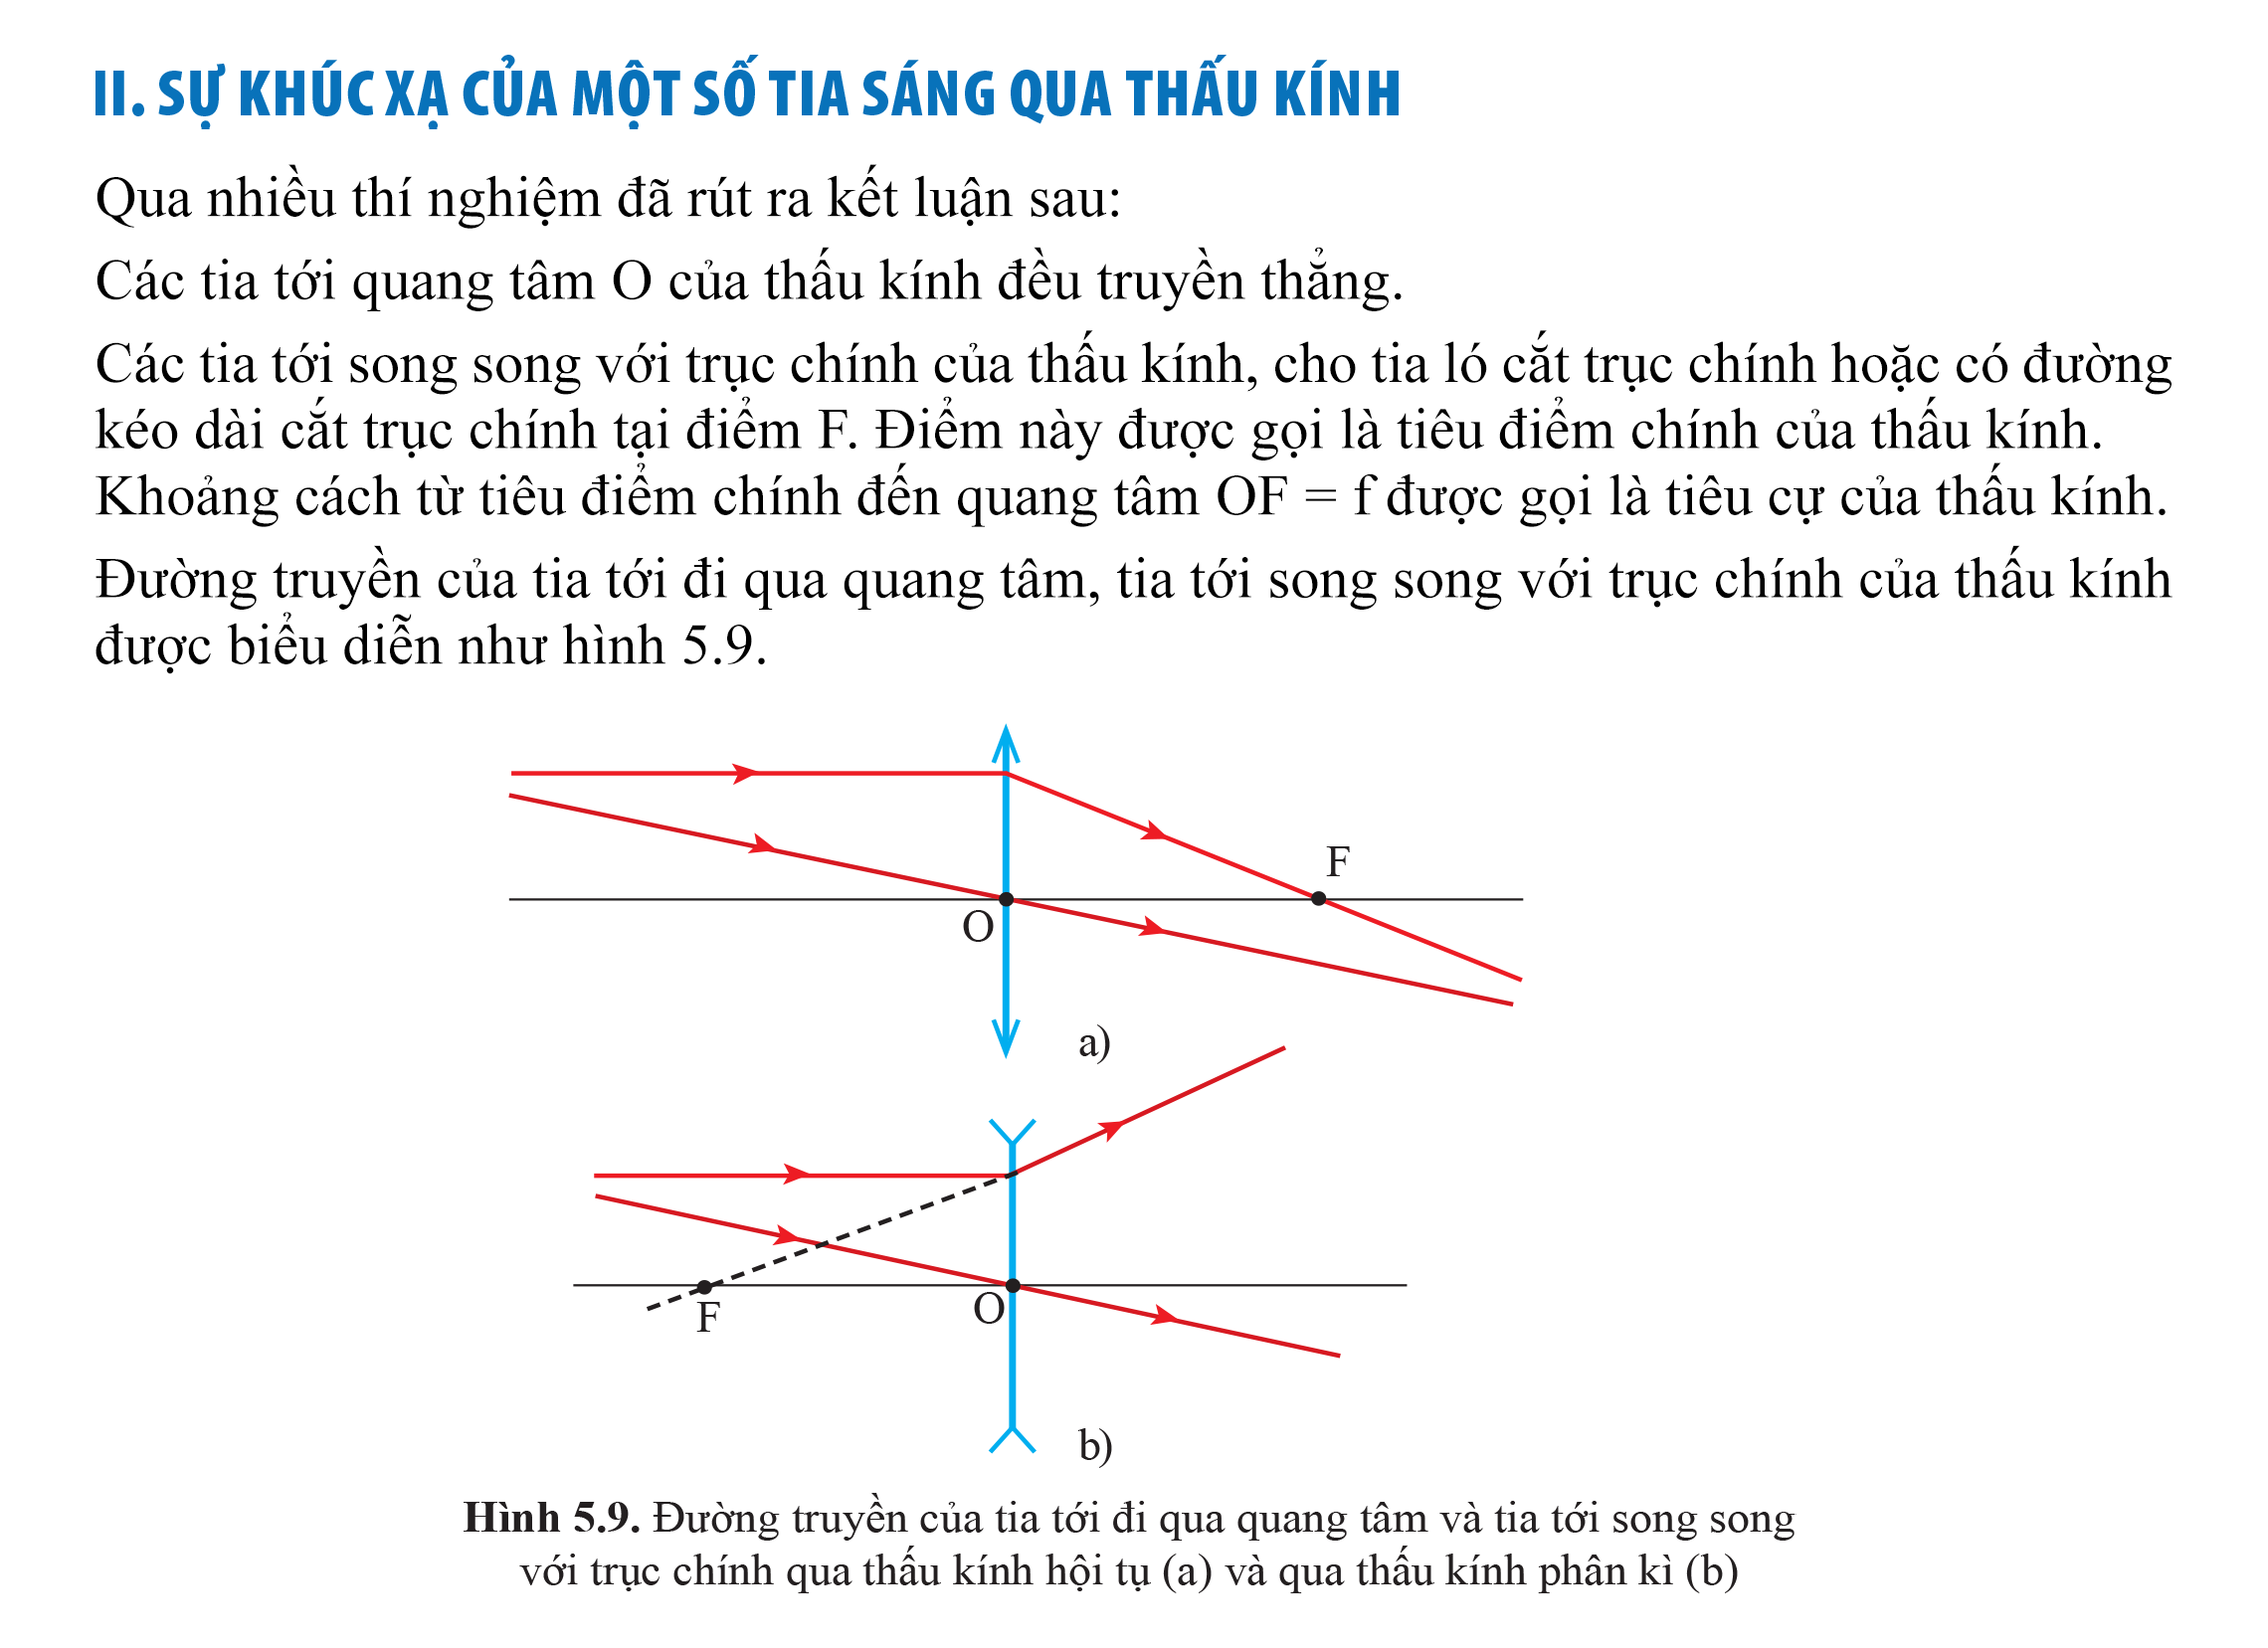 II. SỰ KHÚC XẠ CỦA MỘT SỐ TIA SÁNG QUA THẤU KÍNH
Qua nhiều thí nghiệm đã rút ra kết luận sau:
Các tia tới quang tâm O của thấu kính đều truyền thẳng.
Các tia tới song song với trục chính của thấu kính, cho tia ló cắt trục chính hoặc có đường
kéo dài cắt trục chính tại điểm F. Điểm này được gọi là tiêu điểm chính của thấu kính.
Khoảng cách từ tiêu điểm chính đến quang tâm OF = f được gọi là tiêu cự của thấu kính.
Đường truyền của tia tới đi qua quang tâm, tia tới song song với trục chính của thấu kính
được biểu diễn như hình 5.9.
F
O
a)
F
O
b)
Hình 5.9. Đường truyền của tia tới đi qua quang tâm và tia tới song song
với trục chính qua thấu kính hội tụ (a) và qua thấu kính phân kì (b)